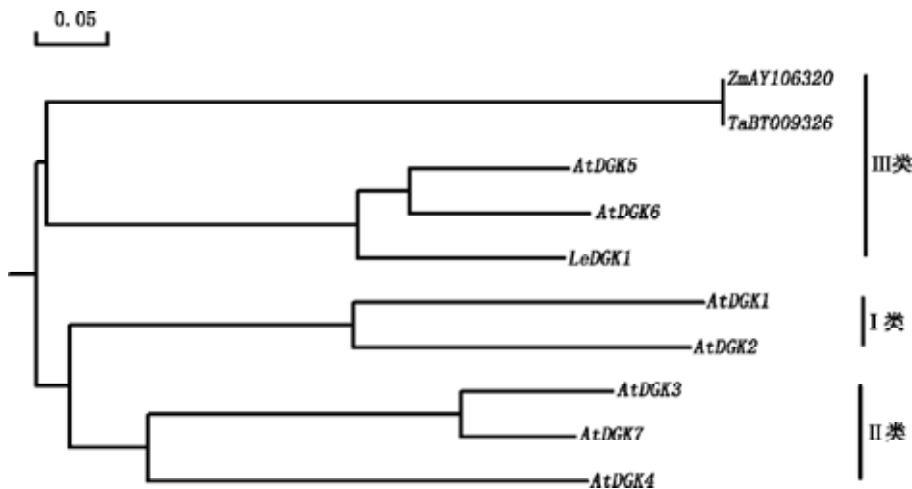 0.05
ZmAY106320
TaBT009326
III类
AtDGK5
AtDGK6
LeDGK1
AtDGK1
I类
AtDGK2
AtDGK3
II类
AtDGK7
AtDGK4